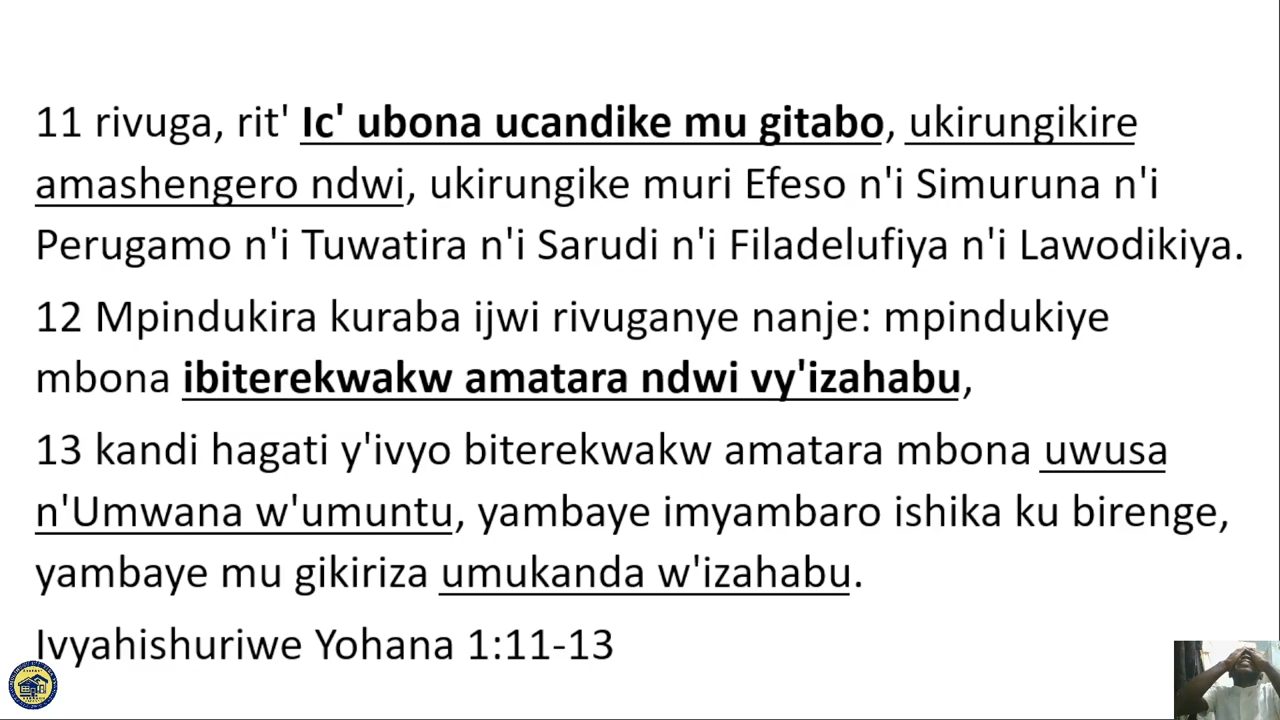 11 rivuga, rit' Ic' ubona ucandike mu gitabo, ukirungikire
amashengero ndwi, ukirungike muri Efeso n'i Simuruna n'i
Perugamo n'i Tuwatira n'i Sarudi n'i Filadelufiya n'i Lawodikiya.
12 Mpindukira kuraba ijwi rivuganye nanje: mpindukiye
mbona ibiterekwakw amatara ndwi vy'izahabu,
13 kandi hagati y'ivyo biterekwakw amatara mbona uwusa
n'Umwana w'umuntu, yambaye imyambaro ishika ku birenge,
yambaye mu gikiriza umukanda w'izahabu.
Ivyahishuriwe Yohana 1:11-13